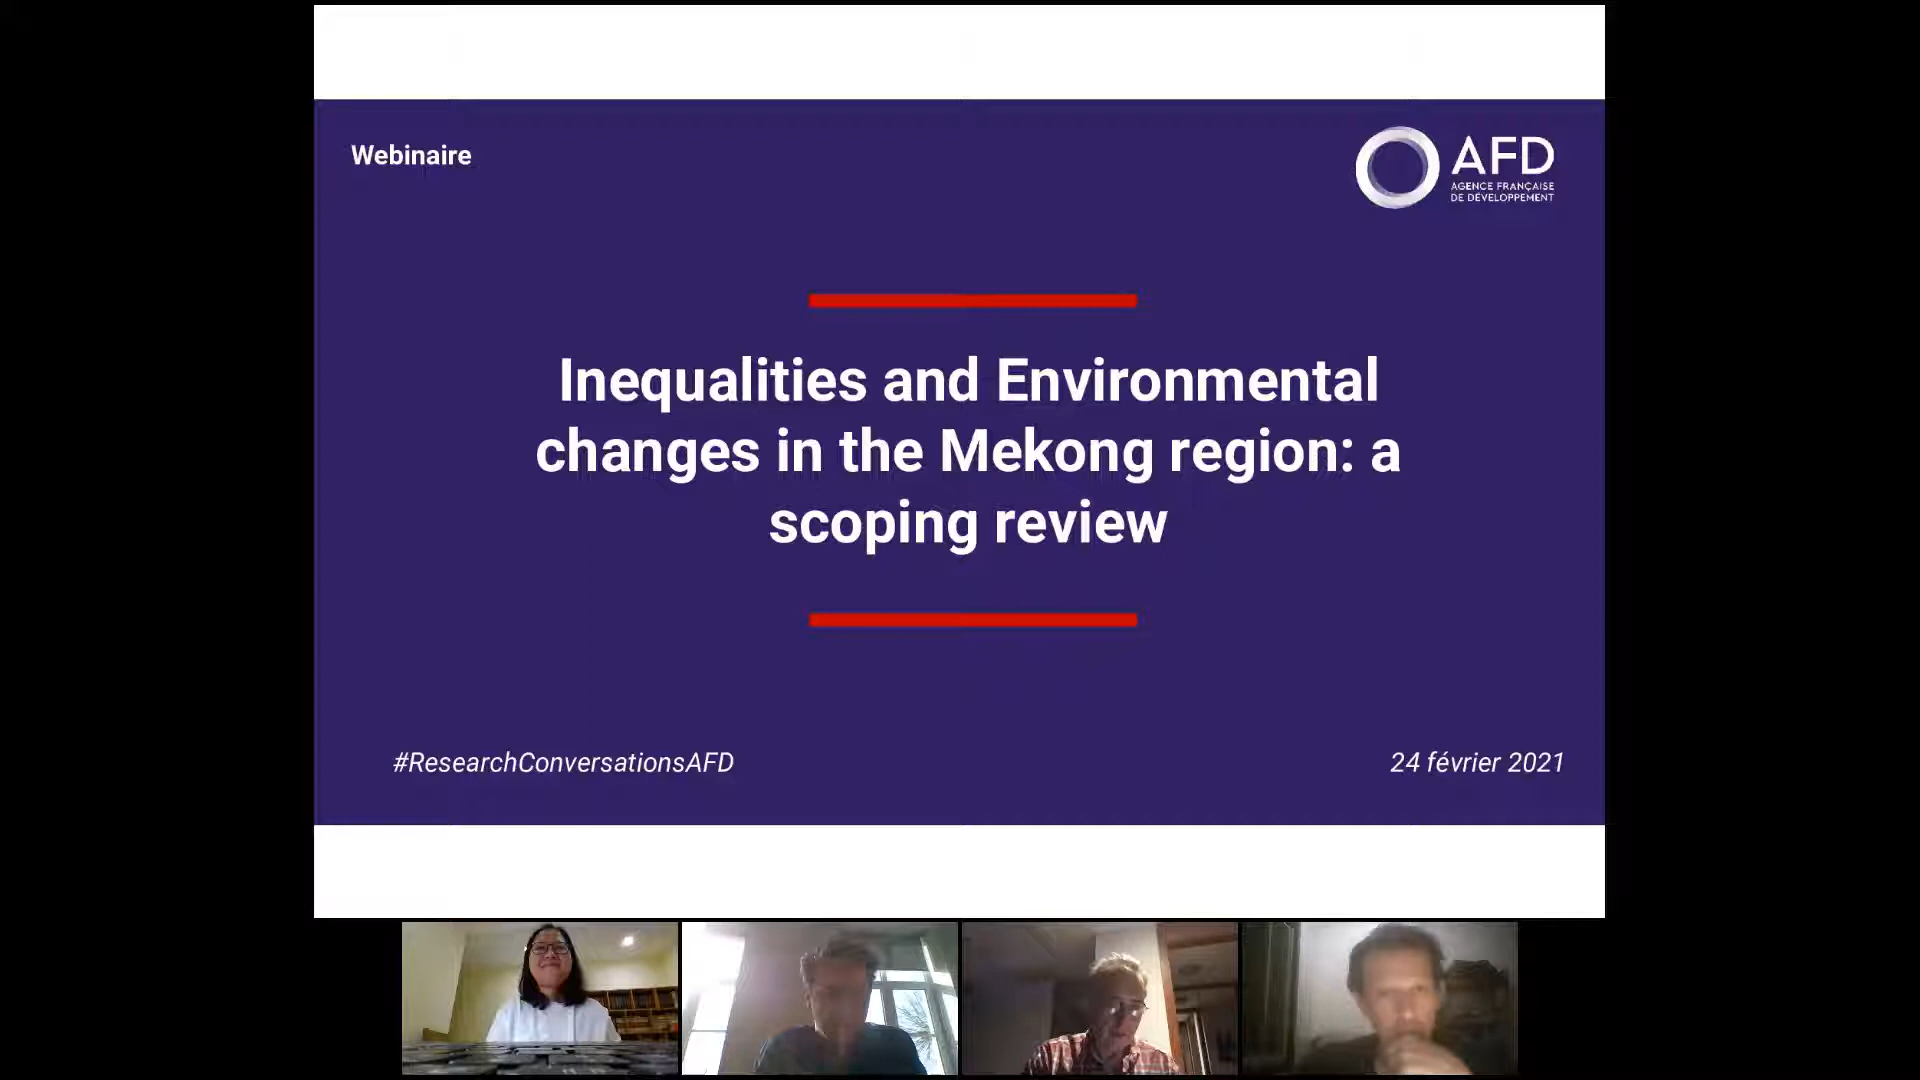 Webinaire
AFD
AGENCE FRANÇAISE
DE DÉVELOPPEMENT
Inequalities and Environmental
changes in the Mekong region: a
scoping review
#ResearchConversationsAFD
24 février 2021